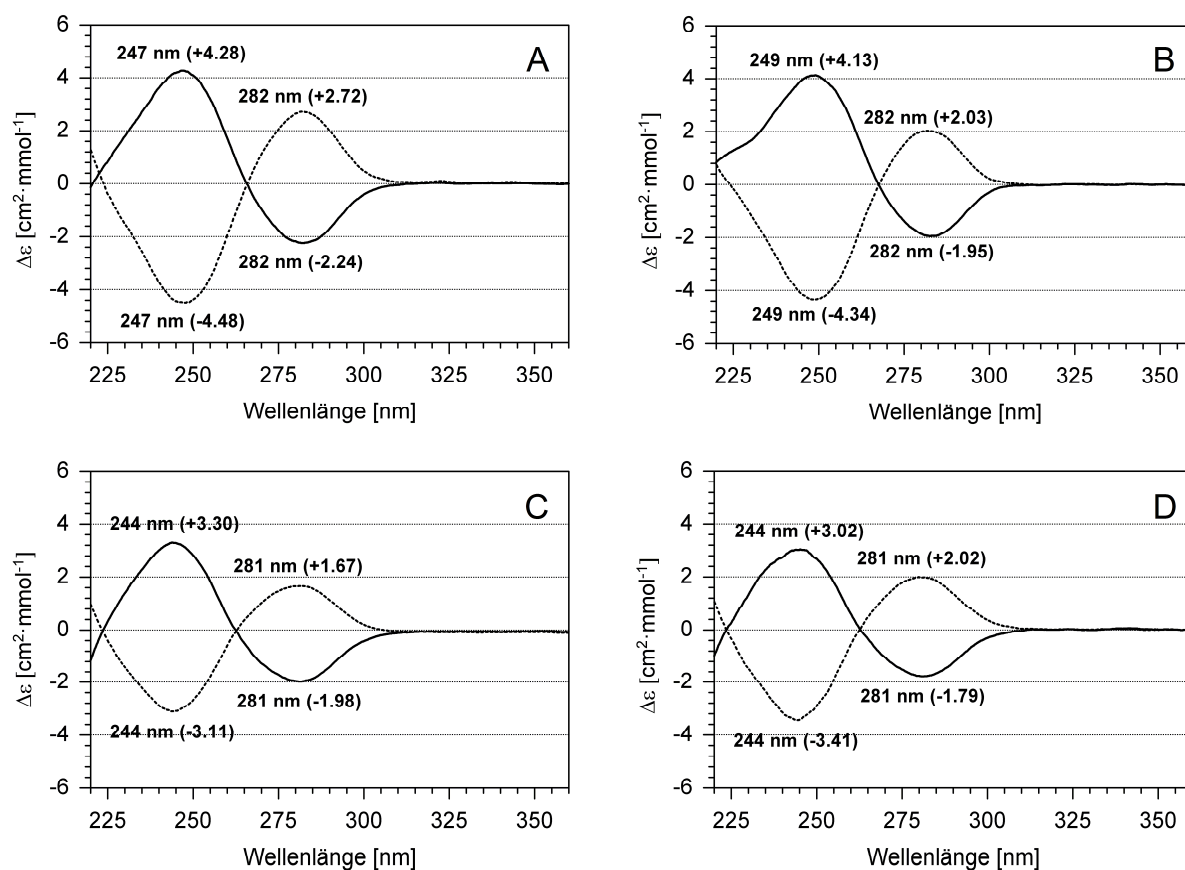 6
4
2
0
-2
-4
-6
Δε [cm²·mmol⁻¹]
247 nm (+4.28)
282 nm (+2.72)
282 nm (-2.24)
247 nm (-4.48)
A
225 250 275 300 325 350
Wellenlänge [nm]
6
4
2
0
-2
-4
-6
Δε [cm²·mmol⁻¹]
249 nm (+4.13)
282 nm (+2.03)
282 nm (-1.95)
249 nm (-4.34)
B
225 250 275 300 325 350
Wellenlänge [nm]
6
4
2
0
-2
-4
-6
Δε [cm²·mmol⁻¹]
244 nm (+3.30)
281 nm (+1.67)
281 nm (-1.98)
244 nm (-3.11)
C
225 250 275 300 325 350
Wellenlänge [nm]
6
4
2
0
-2
-4
-6
Δε [cm²·mmol⁻¹]
244 nm (+3.02)
281 nm (+2.02)
281 nm (-1.79)
244 nm (-3.41)
D
225 250 275 300 325 350
Wellenlänge [nm]